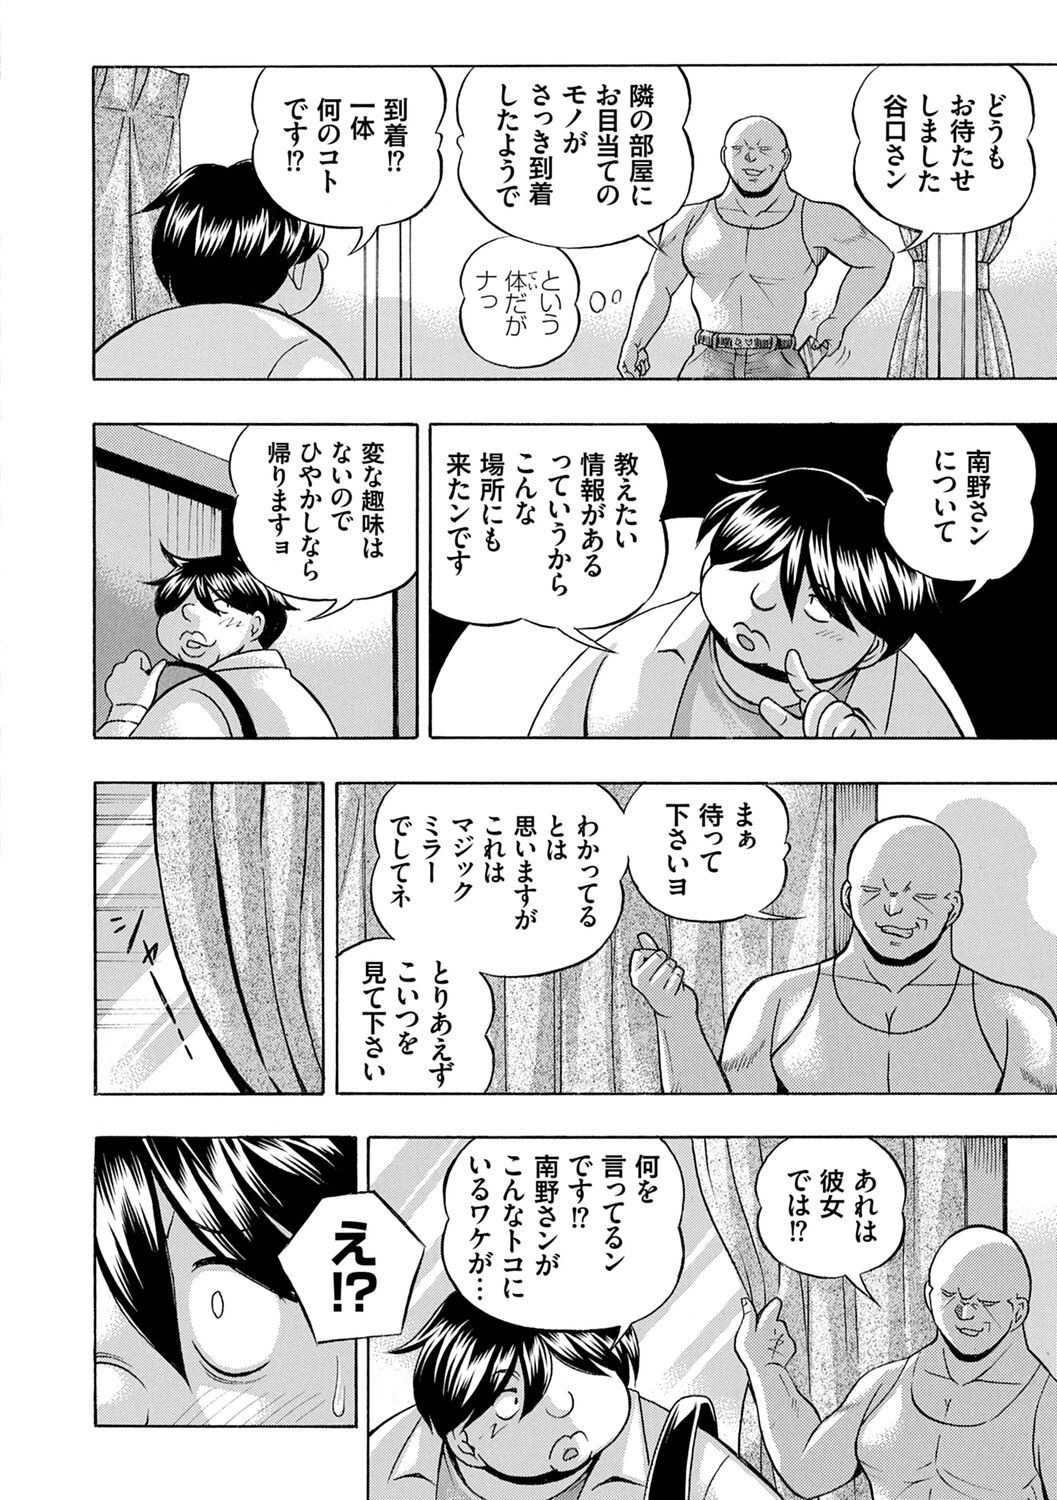 どうも
お待たせ
しました
谷口さン
隣の部屋に
お目当ての
モノが
さっき到着
したようで
という
体だが
てい
ナっ
到着!?
一体
何のコト
です!?
南野さン
について
教えたい
情報がある
っていうから
こんな
場所にも
来たンです
変な趣味は
ないので
ひやかしなら
帰りますョ
まぁ
待って
下さいヨ
わかってる
とは
思いますが
これは
マジック
ミラー
でしてネ
とりあえず
こいつを
見て下さい
シャーッ
あれは
彼女
では!?
何を
言ってるン
です!?
南野さンが
こんなトコに
いるワケが…
え!?